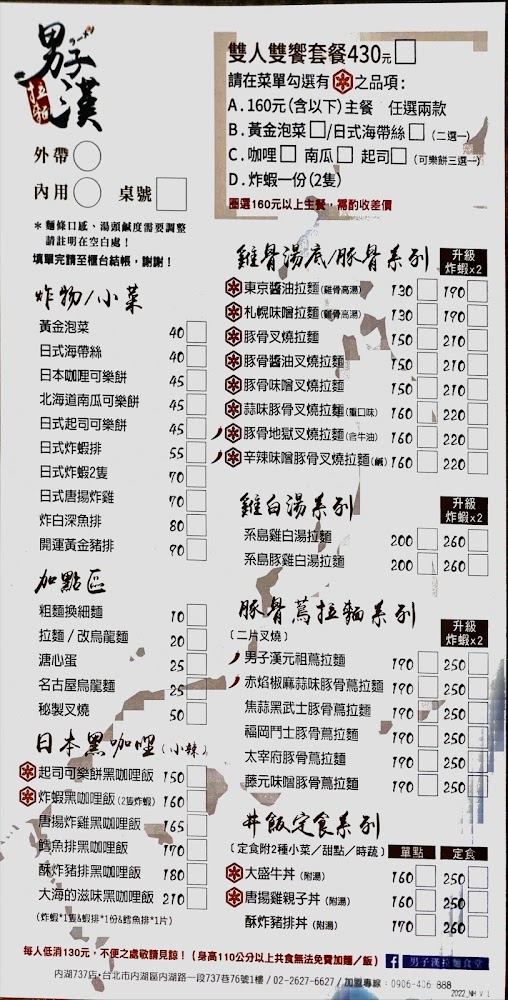 男子漢
ラーメン
拉麵
外帶
內用 桌號
＊麵條口感、湯頭鹹度需要調整
請註明在空白處！
填單完請至櫃台結帳，謝謝！
雙人雙饗套餐430元
請在菜單勾選有 之品項：
A.160元(含以下)主餐 任選兩款
B.黃金泡菜 /日式海帶絲 (二選一)
C.咖哩 南瓜 起司 (可樂餅三選一)
D.炸蝦一份(2隻)
圈選160元以上主餐，需酌收差價
炸物/小菜
黃金泡菜 40
日式海帶絲 40
日本咖哩可樂餅 45
北海道南瓜可樂餅 45
日式起司可樂餅 45
日式炸蝦排 55
日式炸蝦2隻 70
日式唐揚炸雞 70
炸白深魚排 80
開運黃金豬排 90
加點區
粗麵換細麵 10
拉麵/改烏龍麵 20
溏心蛋 25
名古屋烏龍麵 25
秘製叉燒 50
日本黑咖哩(小辣)
起司可樂餅黑咖哩飯 150
炸蝦黑咖哩飯(2隻炸蝦) 160
唐揚炸雞黑咖哩飯 165
鱈魚排黑咖哩飯 170
酥炸豬排黑咖哩飯 180
大海的滋味黑咖哩飯 210
(炸蝦*1隻&蝦排*1份&鱈魚排*1片)
雞骨湯底/豚骨系列 升級炸蝦x2
東京醬油拉麵(雞骨高湯) 130 190
札幌味噌拉麵(雞骨高湯) 130 190
豚骨叉燒拉麵 150 210
豚骨醬油叉燒拉麵 150 210
豚骨味噌叉燒拉麵 150 210
蒜味豚骨叉燒拉麵(重口味) 160 220
豚骨地獄叉燒拉麵(含牛油) 160 220
辛辣味噌豚骨叉燒拉麵(鹹) 160 220
雞白湯系列 升級炸蝦x2
系島雞白湯拉麵 200 260
系島豚雞白湯拉麵 200 260
豚骨蔦拉麵系列 升級炸蝦x2
(二片叉燒)
男子漢元祖蔦拉麵 190 250
赤焰椒麻蒜味豚骨蔦拉麵 190 250
焦蒜黑武士豚骨蔦拉麵 190 250
福岡鬥士豚骨蔦拉麵 190 250
太宰府豚骨蔦拉麵 190 250
藤元味噌豚骨蔦拉麵 190 250
丼飯定食系列
(定食附2種小菜/甜點/時蔬) 單點 定食
大盛牛丼(附湯) 160 250
唐揚雞親子丼(附湯) 160 250
酥炸豬排丼(附湯) 170 260
每人低消130元，不便之處敬請見諒！(身高110公分以上共食無法免費加麵/飯) f 男子漢拉麵食堂
內湖737店·台北市內湖區內湖路一段737巷76號1樓 / 02-2627-6627 / 加盟專線：0906-406 888
2022_NH V 1